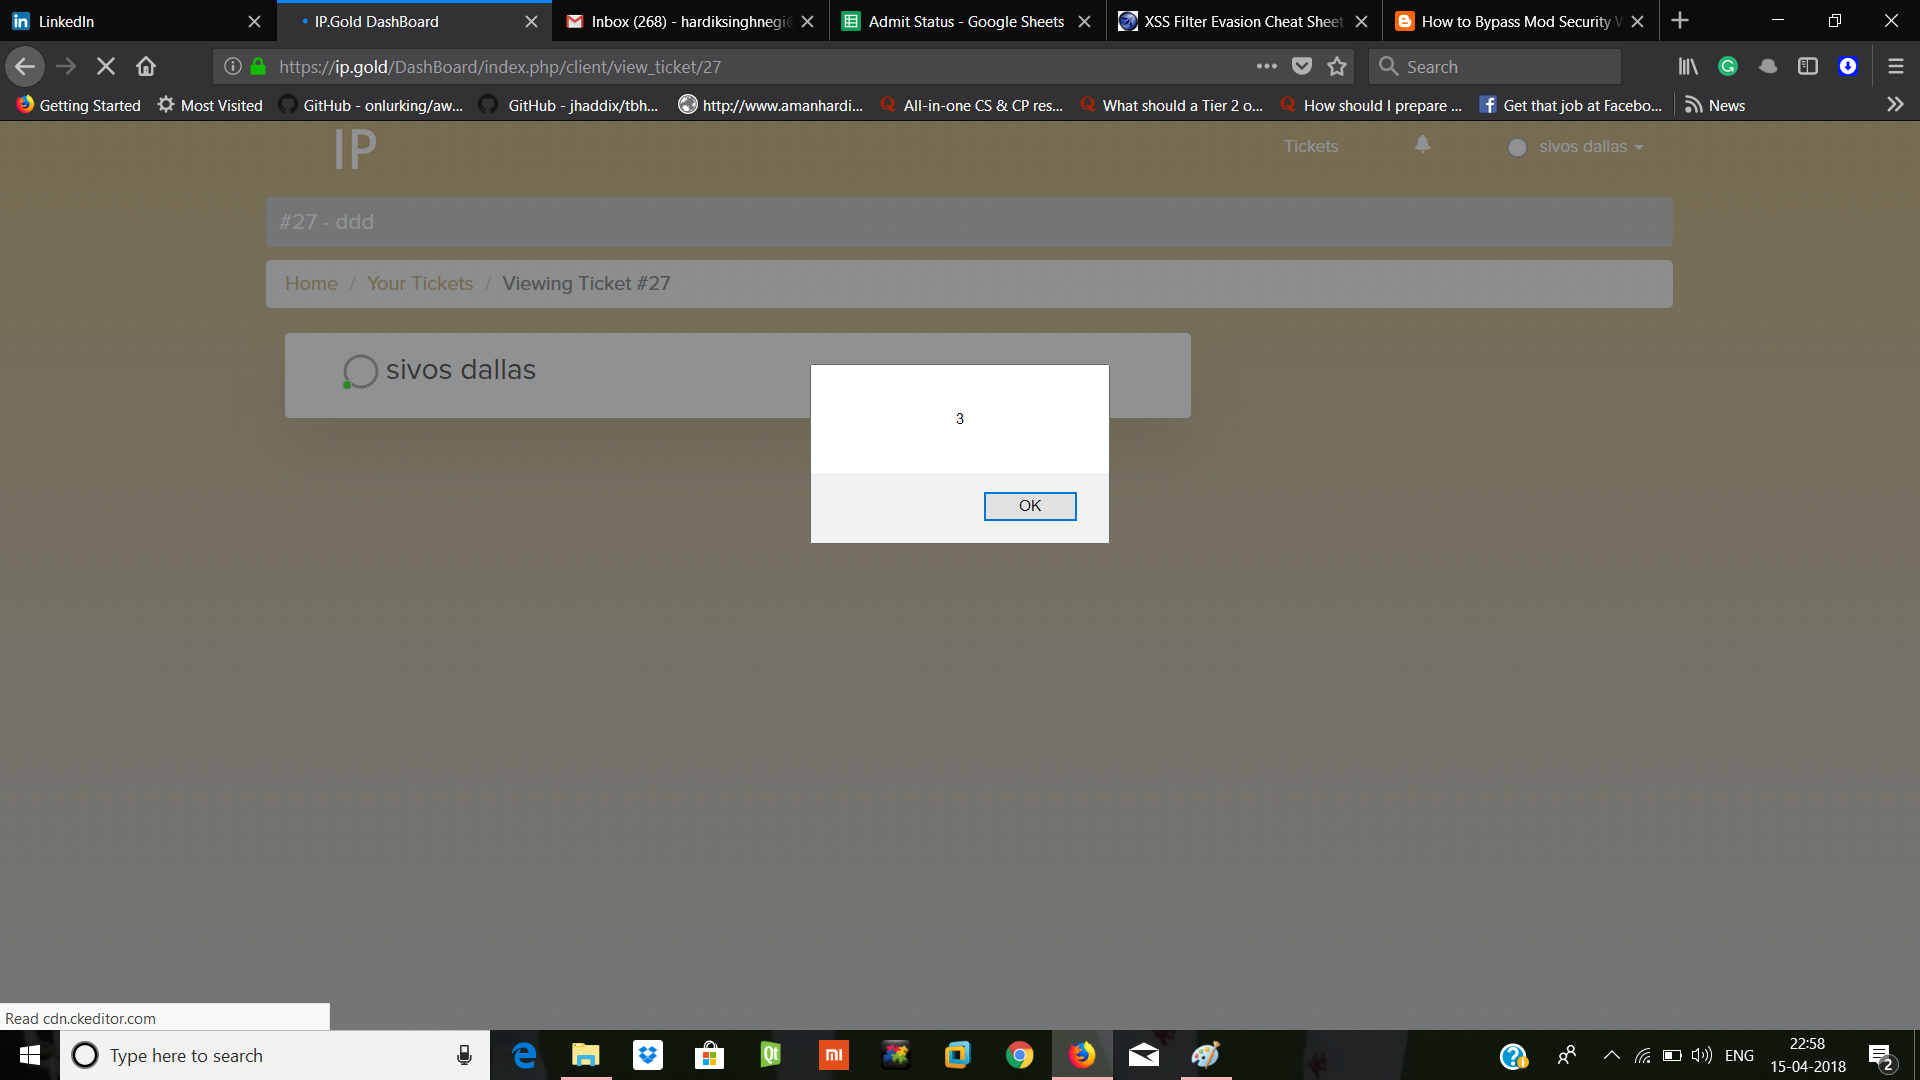 LinkedIn
IP.Gold DashBoard
Inbox (268) - hardiksinghnegi
Admit Status - Google Sheets
XSS Filter Evasion Cheat Sheet
How to Bypass Mod Security
https://ip.gold/DashBoard/index.php/client/view_ticket/27
Search
Getting Started
Most Visited
GitHub - onlurking/aw...
GitHub - jhaddix/tbh...
http://www.amanhardi...
All-in-one CS & CP res...
What should a Tier 2 o...
How should I prepare ...
Get that job at Facebo...
News
IP
Tickets
sivos dallas
#27 - ddd
Home / Your Tickets / Viewing Ticket #27
sivos dallas
3
OK
Read cdn.ckeditor.com
Type here to search
ENG
22:58
15-04-2018
2